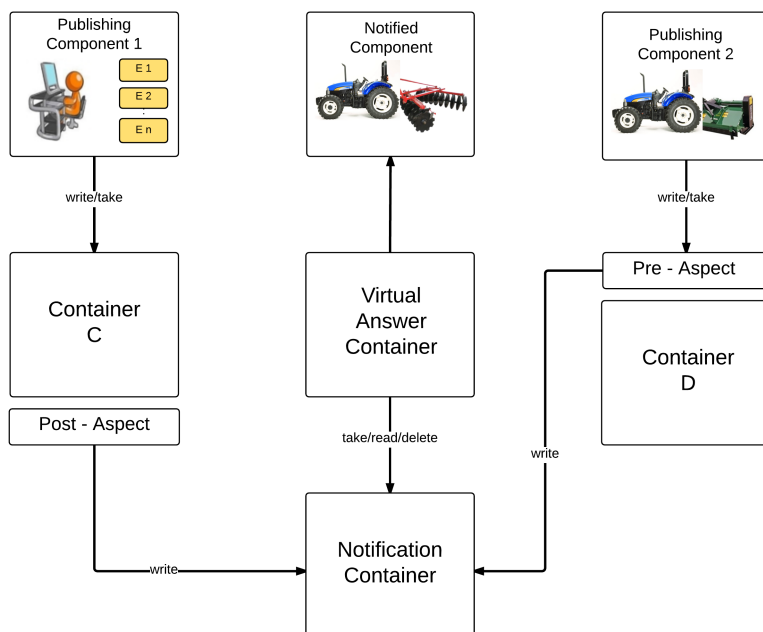 Publishing
Component 1
E 1
E 2
:
E n
Notified
Component
Publishing
Component 2
write/take
write/take
Container
C
Virtual
Answer
Container
Pre - Aspect
Container
D
Post - Aspect
take/read/delete
write
Notification
Container
write